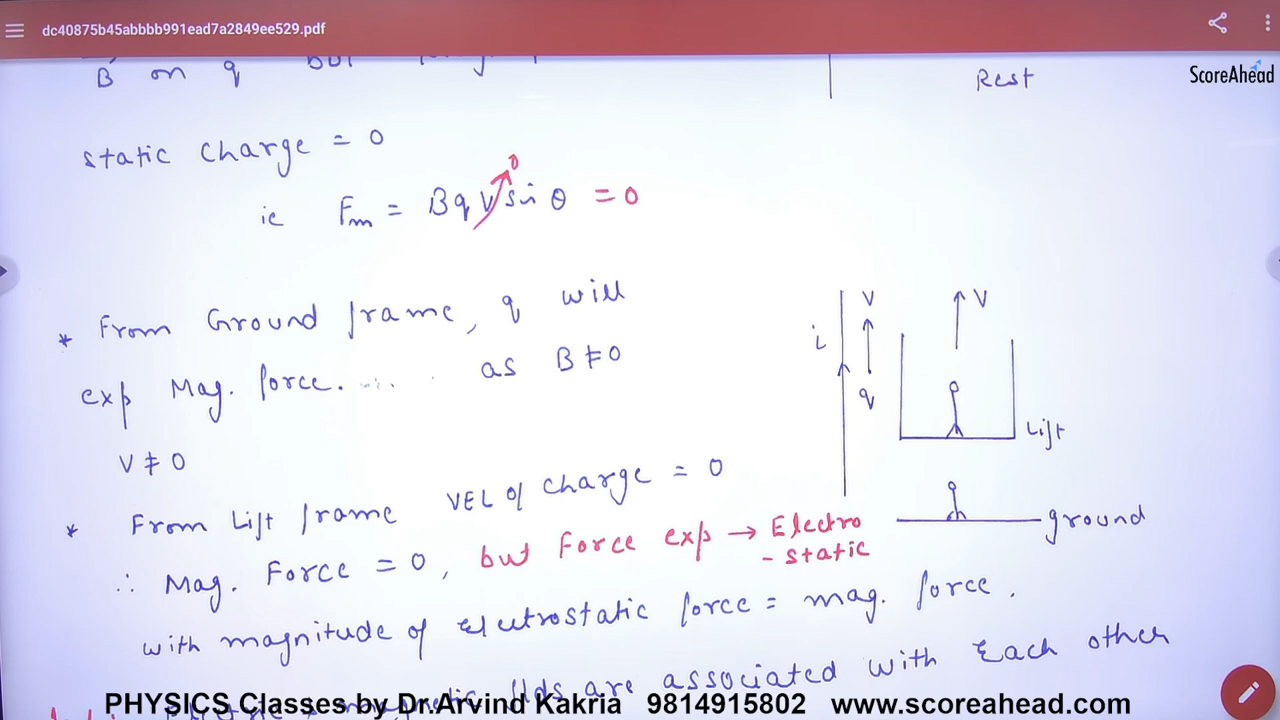 dc40875b45abbbb991ead7a2849ee529.pdf
ScoreAhead
B on q but
Rest
static charge = 0
ie Fm = Bq v sin θ = 0
0
* From Ground frame, q will
exp Mag. force. as B ≠ 0
V ≠ 0
i
V
q
V
Lift
ground
* From Lift frame VEL of charge = 0
∴ Mag. Force = 0, but Force exp → Electro
- static
with magnitude of Electrostatic force = mag. force.
are associated with Each other
PHYSICS Classes by Dr.Arvind Kakria 9814915802 www.scoreahead.com